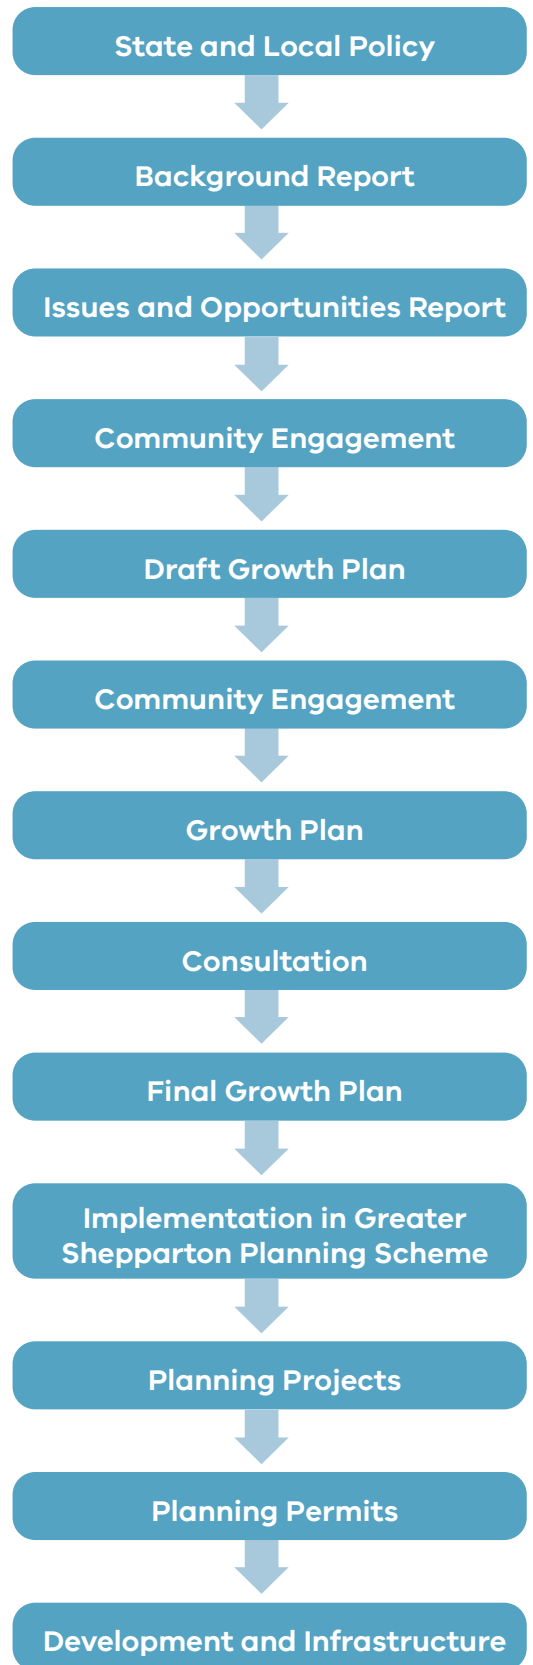 State and Local Policy
Background Report
Issues and Opportunities Report
Community Engagement
Draft Growth Plan
Community Engagement
Growth Plan
Consultation
Final Growth Plan
Implementation in Greater
Shepparton Planning Scheme
Planning Projects
Planning Permits
Development and Infrastructure